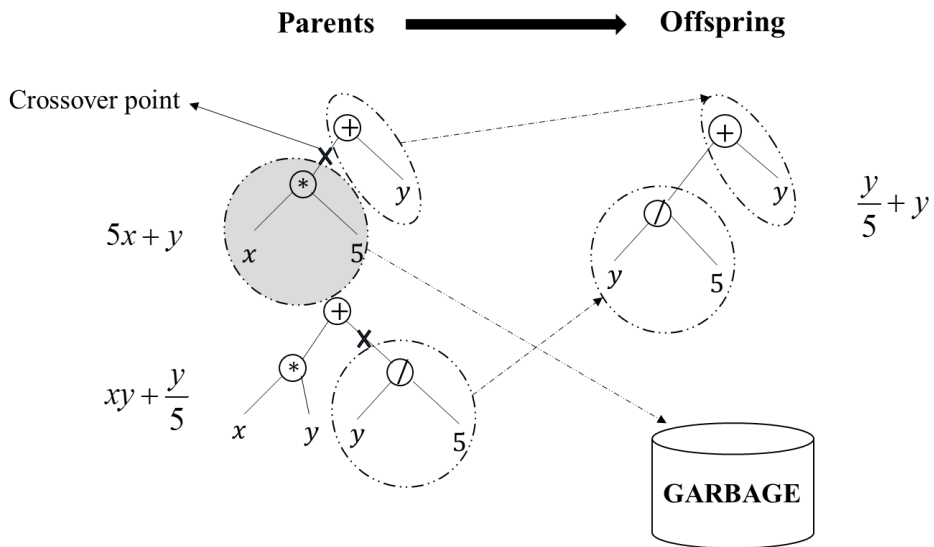 Parents Offspring
Crossover point
+
*
y
x 5
5x + y
+
*
/
x y y 5
xy + y/5
+
y
/
y 5
y/5 + y
GARBAGE